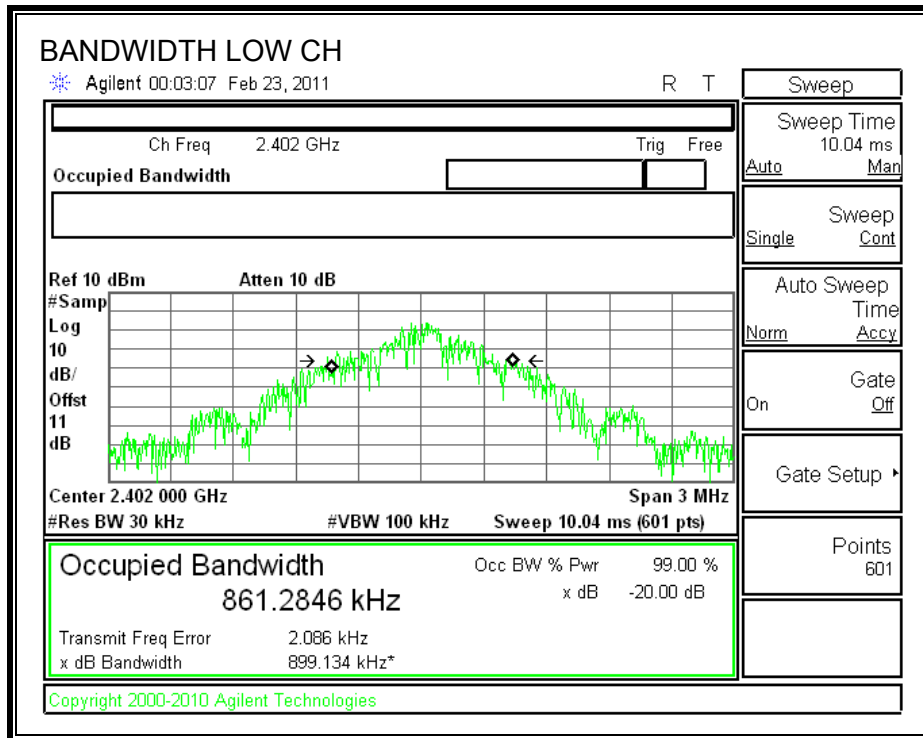 BANDWIDTH LOW CH
Agilent 00:03:07 Feb 23, 2011 R T
Ch Freq 2.402 GHz Trig Free
Occupied Bandwidth
Ref 10 dBm Atten 10 dB
#Samp
Log
10
dB/
Offst
11
dB
Center 2.402 000 GHz Span 3 MHz
#Res BW 30 kHz #VBW 100 kHz Sweep 10.04 ms (601 pts)
Occupied Bandwidth Occ BW % Pwr 99.00 %
861.2846 kHz x dB -20.00 dB
Transmit Freq Error 2.086 kHz
x dB Bandwidth 899.134 kHz*
Copyright 2000-2010 Agilent Technologies
Sweep
Sweep Time
10.04 ms
Auto Man
Sweep
Single Cont
Auto Sweep
Time
Norm Accy
Gate
On Off
Gate Setup
Points
601